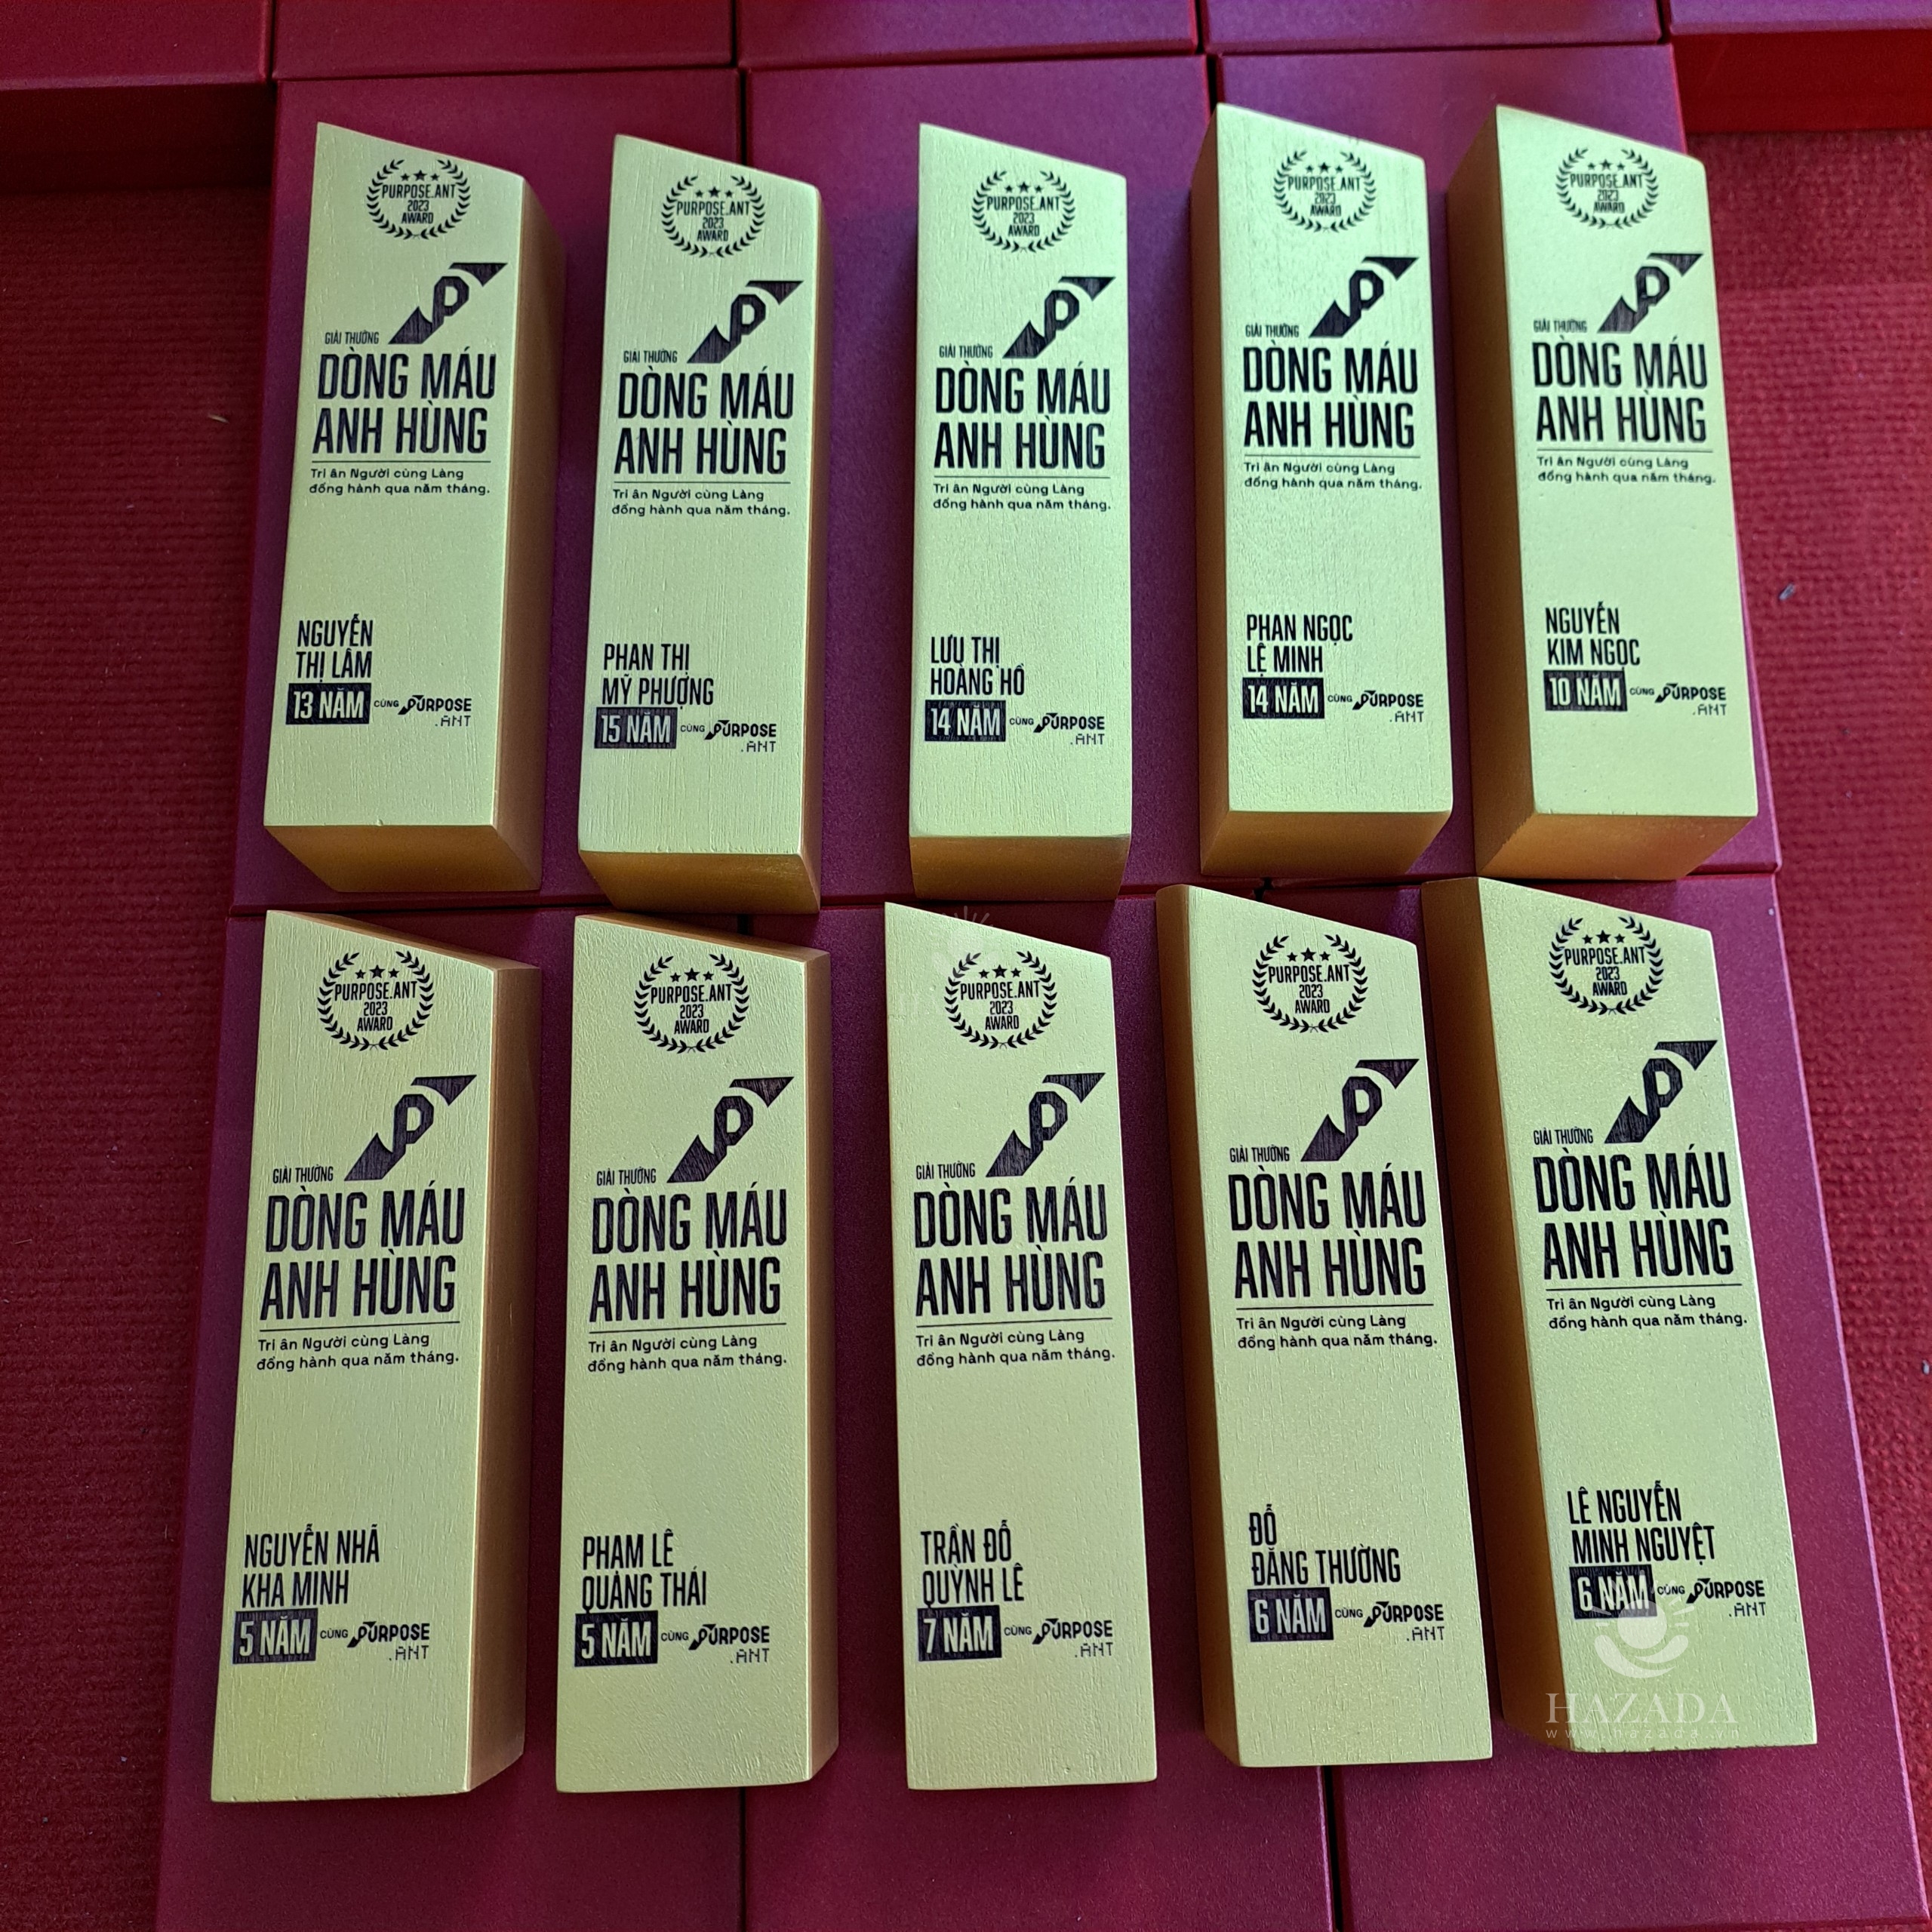 PURPOSE.ANT
2023
AWARD
GIẢI THƯỞNG
DÒNG MÁU
ANH HÙNG
Tri ân Người cùng Làng
đồng hành qua năm tháng.
NGUYỄN
THỊ LÂM
13 NĂM CÙNG PURPOSE
.ANT
PURPOSE.ANT
2023
AWARD
GIẢI THƯỞNG
DÒNG MÁU
ANH HÙNG
Tri ân Người cùng Làng
đồng hành qua năm tháng.
PHAN THỊ
MỸ PHƯỢNG
15 NĂM CÙNG PURPOSE
.ANT
PURPOSE.ANT
2023
AWARD
GIẢI THƯỞNG
DÒNG MÁU
ANH HÙNG
Tri ân Người cùng Làng
đồng hành qua năm tháng.
LƯU THỊ
HOÀNG HỒ
14 NĂM CÙNG PURPOSE
.ANT
PURPOSE.ANT
2023
AWARD
GIẢI THƯỞNG
DÒNG MÁU
ANH HÙNG
Tri ân Người cùng Làng
đồng hành qua năm tháng.
PHAN NGỌC
LỆ MINH
14 NĂM CÙNG PURPOSE
.ANT
PURPOSE.ANT
2023
AWARD
GIẢI THƯỞNG
DÒNG MÁU
ANH HÙNG
Tri ân Người cùng Làng
đồng hành qua năm tháng.
NGUYỄN
KIM NGỌC
10 NĂM CÙNG PURPOSE
.ANT
PURPOSE.ANT
2023
AWARD
GIẢI THƯỞNG
DÒNG MÁU
ANH HÙNG
Tri ân Người cùng Làng
đồng hành qua năm tháng.
NGUYỄN NHÃ
KHA MINH
5 NĂM CÙNG PURPOSE
.ANT
PURPOSE.ANT
2023
AWARD
GIẢI THƯỞNG
DÒNG MÁU
ANH HÙNG
Tri ân Người cùng Làng
đồng hành qua năm tháng.
PHẠM LÊ
QUANG THÁI
5 NĂM CÙNG PURPOSE
.ANT
PURPOSE.ANT
2023
AWARD
GIẢI THƯỞNG
DÒNG MÁU
ANH HÙNG
Tri ân Người cùng Làng
đồng hành qua năm tháng.
TRẦN ĐỖ
QUỲNH LÊ
7 NĂM CÙNG PURPOSE
.ANT
PURPOSE.ANT
2023
AWARD
GIẢI THƯỞNG
DÒNG MÁU
ANH HÙNG
Tri ân Người cùng Làng
đồng hành qua năm tháng.
ĐỖ
ĐĂNG THƯỜNG
6 NĂM CÙNG PURPOSE
.ANT
PURPOSE.ANT
2023
AWARD
GIẢI THƯỞNG
DÒNG MÁU
ANH HÙNG
Tri ân Người cùng Làng
đồng hành qua năm tháng.
LÊ NGUYỄN
MINH NGUYỆT
6 NĂM CÙNG PURPOSE
.ANT
HAZADA
www.hazada.vn